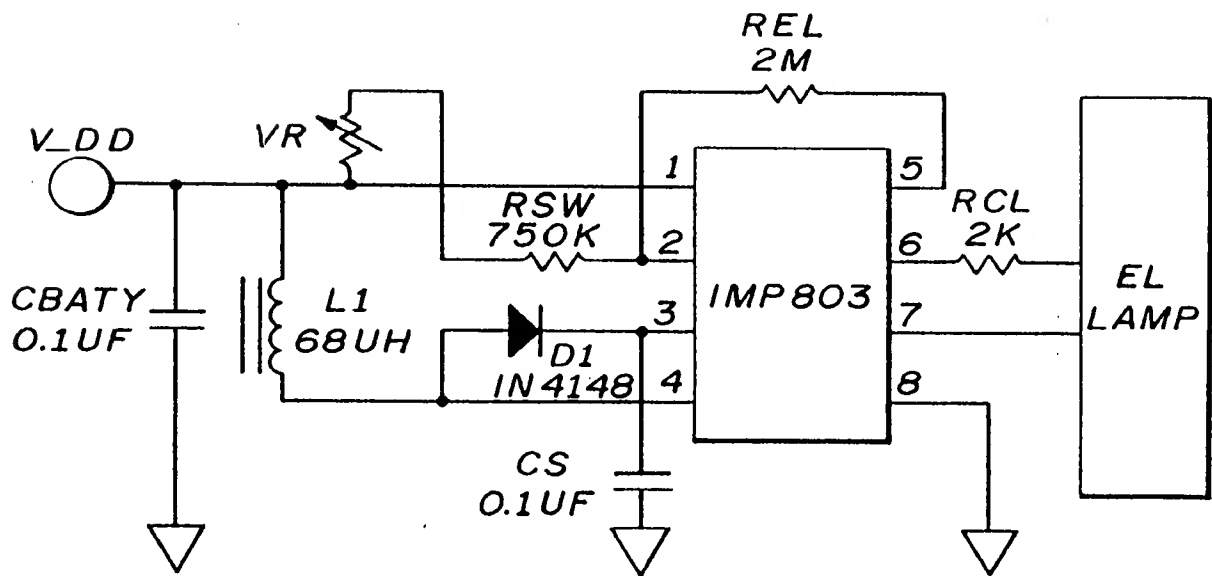 REL
2M
V_DD
VR
1
5
RSW
750K
2
RCL
2K
6
CBATY
0.1UF
L1
68UH
3
IMP803
7
EL
LAMP
D1
IN4148
4
8
CS
0.1UF